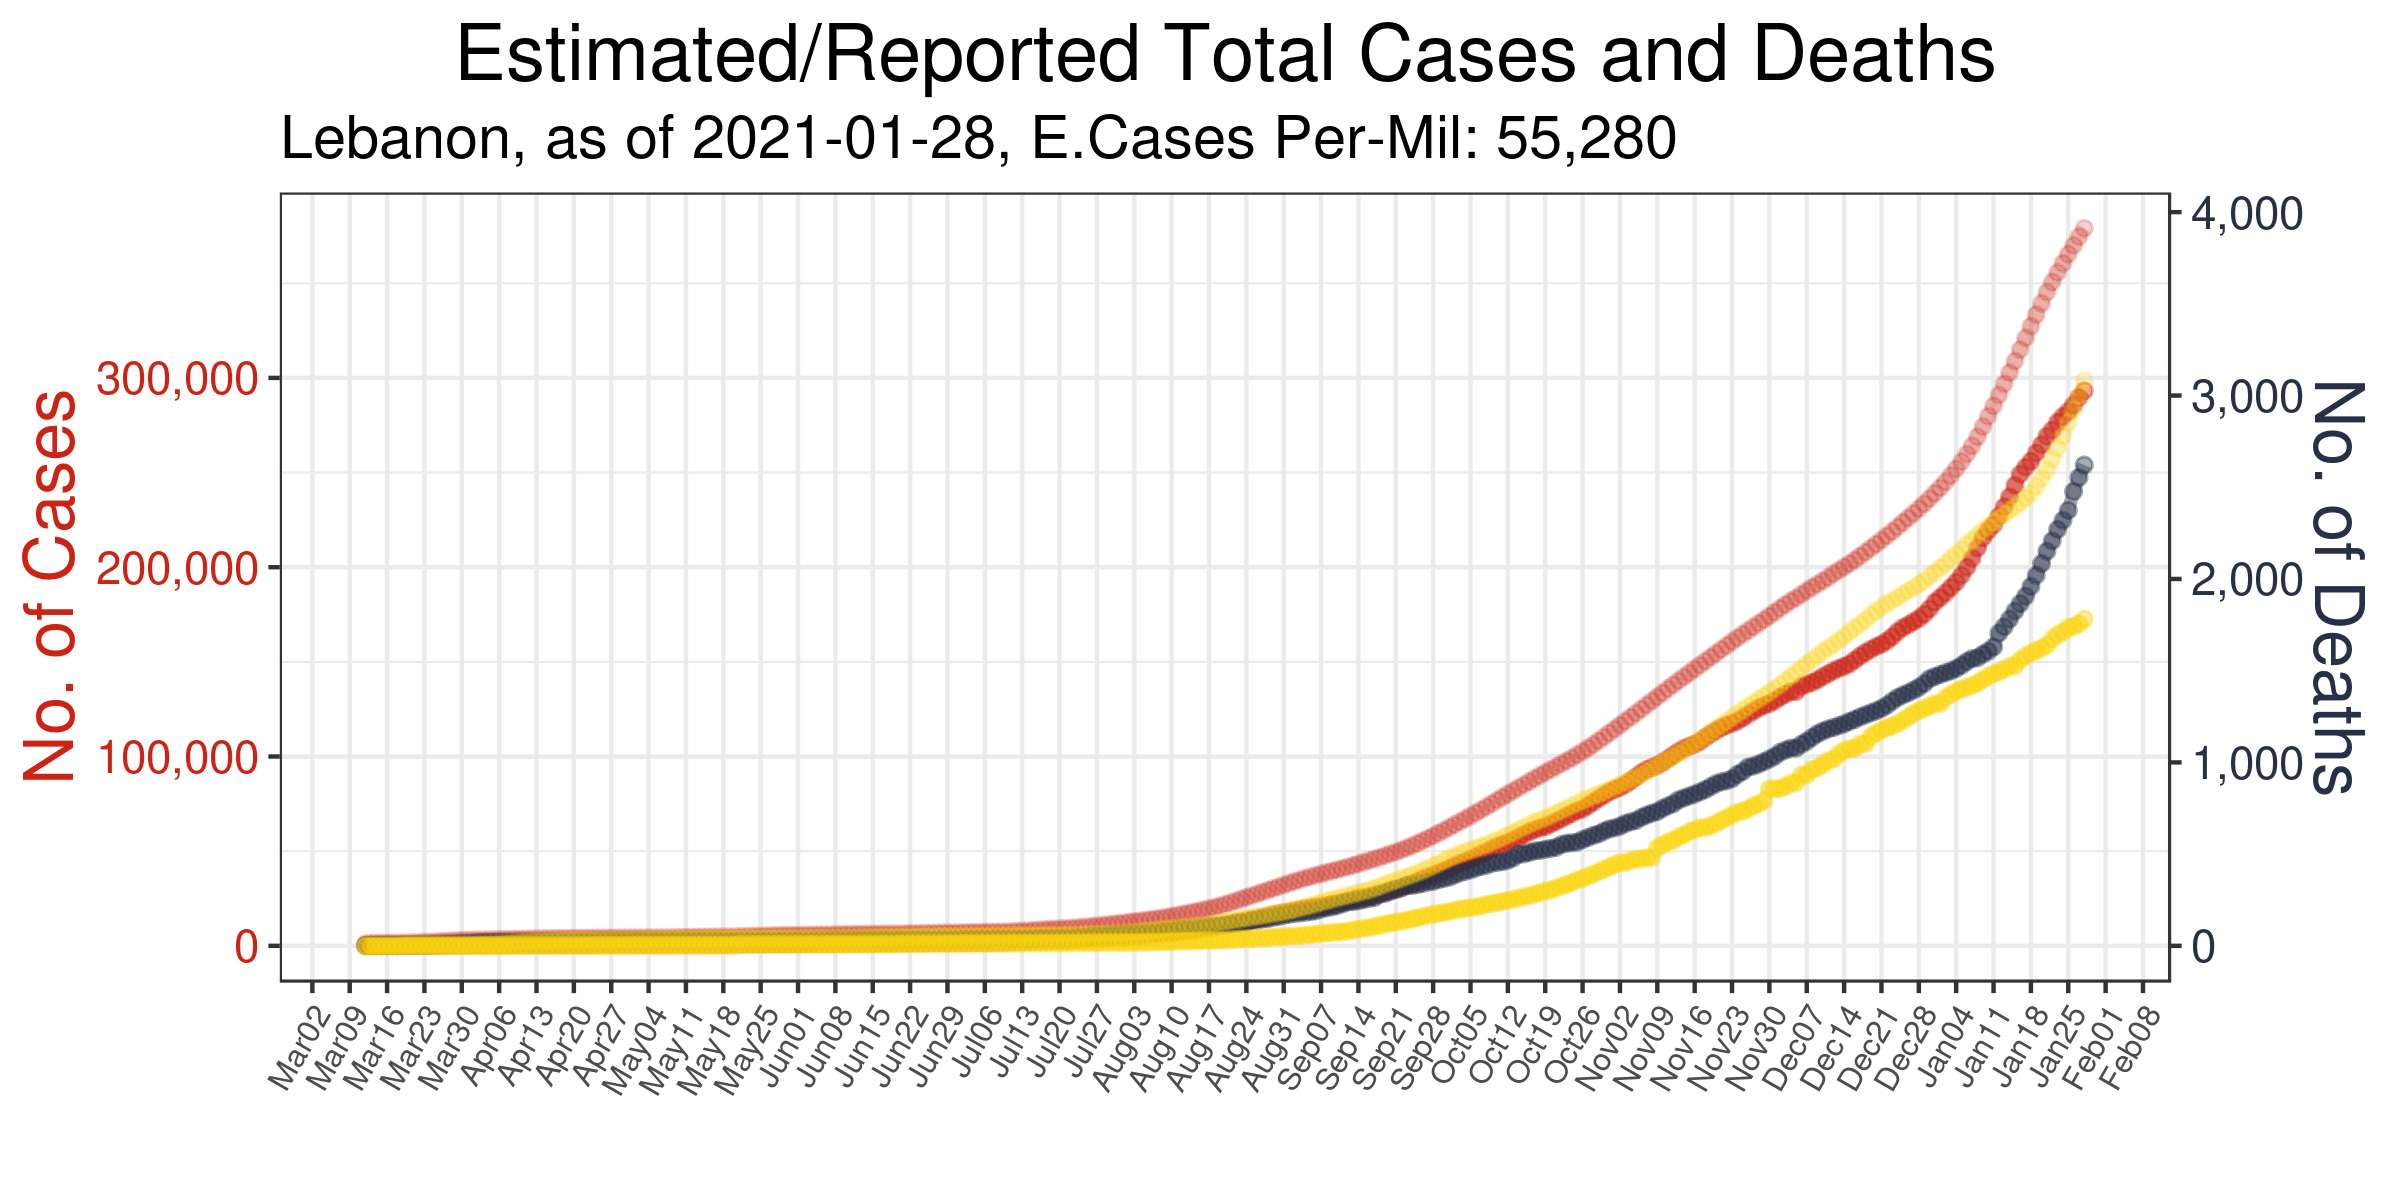 Estimated/Reported Total Cases and Deaths
Lebanon, as of 2021-01-28, E.Cases Per-Mil: 55,280
No. of Cases
300,000
200,000
100,000
0
4,000
3,000
2,000
1,000
0
No. of Deaths
Mar02
Mar09
Mar16
Mar23
Mar30
Apr06
Apr13
Apr20
Apr27
May04
May11
May18
May25
Jun01
Jun08
Jun15
Jun22
Jun29
Jul06
Jul13
Jul20
Jul27
Aug03
Aug10
Aug17
Aug24
Aug31
Sep07
Sep14
Sep21
Sep28
Oct05
Oct12
Oct19
Oct26
Nov02
Nov09
Nov16
Nov23
Nov30
Dec07
Dec14
Dec21
Dec28
Jan04
Jan11
Jan18
Jan25
Feb01
Feb08